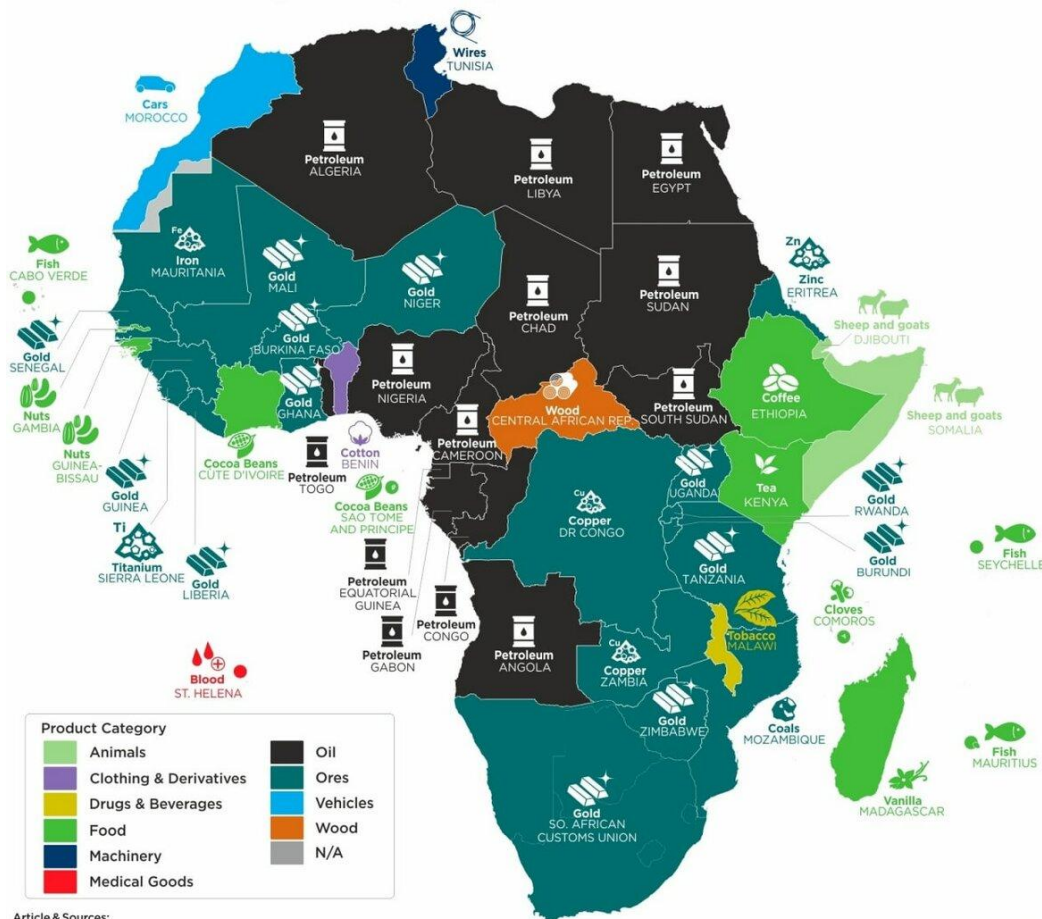 Wires
TUNISIA
Cars
MOROCCO
Petroleum
ALGERIA
Petroleum
LIBYA
Petroleum
EGYPT
Fe
Iron
MAURITANIA
Gold
MALI
Gold
NIGER
Petroleum
CHAD
Petroleum
SUDAN
Zn
Zinc
ERITREA
Fish
CABO VERDE
Gold
SENEGAL
Gold
BURKINA FASO
Sheep and goats
DJIBOUTI
Nuts
GAMBIA
Gold
GHANA
Petroleum
NIGERIA
Wood
CENTRAL AFRICAN REP.
Petroleum
SOUTH SUDAN
Coffee
ETHIOPIA
Sheep and goats
SOMALIA
Nuts
GUINEA-
BISSAU
Cocoa Beans
CÙTE D'IVOIRE
Petroleum
TOGO
Cotton
BENIN
Petroleum
CAMEROON
Gold
UGANDA
Tea
KENYA
Gold
RWANDA
Gold
GUINEA
Cocoa Beans
SAO TOME
AND PRINCIPE
Cu
Copper
DR CONGO
Gold
TANZANIA
Gold
BURUNDI
Fish
SEYCHELLE
Ti
Titanium
SIERRA LEONE
Gold
LIBERIA
Petroleum
EQUATORIAL
GUINEA
Petroleum
CONGO
Petroleum
GABON
Petroleum
ANGOLA
Cu
Copper
ZAMBIA
Tobacco
MALAWI
Cloves
COMOROS
Blood
ST. HELENA
Gold
ZIMBABWE
Coals
MOZAMBIQUE
Fish
MAURITIUS
Vanilla
MADAGASCAR
Gold
SO. AFRICAN
CUSTOMS UNION
Product Category
Animals
Clothing & Derivatives
Drugs & Beverages
Food
Machinery
Medical Goods
Oil
Ores
Vehicles
Wood
N/A
Article & Sources: